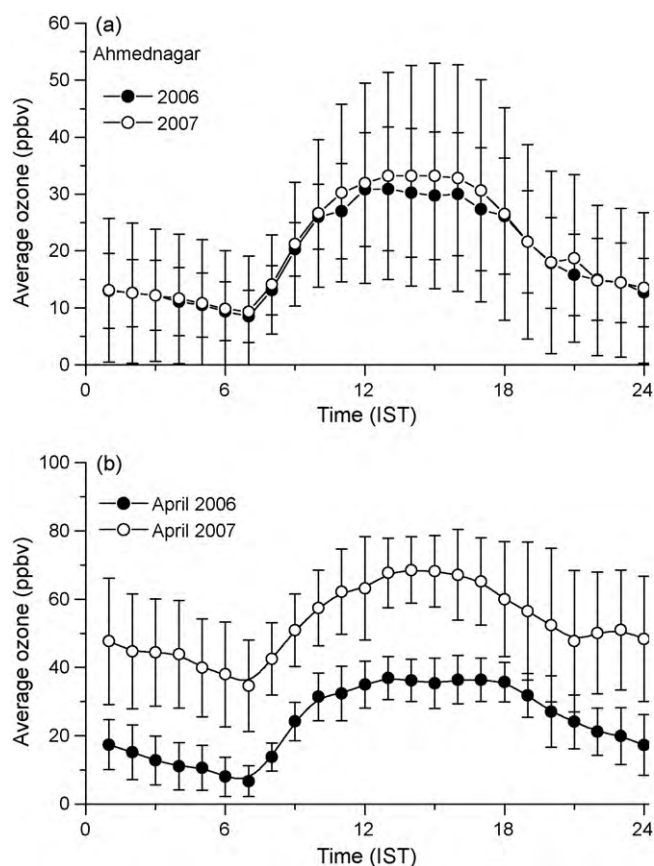 (a)
Ahmednagar
2006
2007
Average ozone (ppbv)
60
50
40
30
20
10
0
0 6 12 18 24
Time (IST)
(b)
April 2006
April 2007
Average ozone (ppbv)
100
80
60
40
20
0
0 6 12 18 24
Time (IST)